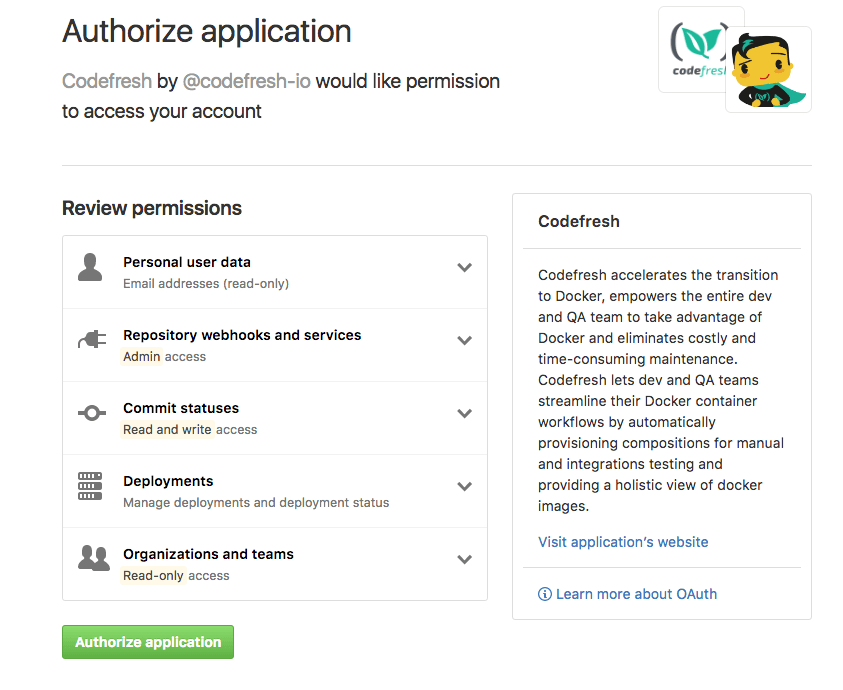 Authorize application
Codefresh by @codefresh-io would like permission
to access your account
codefresh
Review permissions
Personal user data
Email addresses (read-only)
Repository webhooks and services
Admin access
Commit statuses
Read and write access
Deployments
Manage deployments and deployment status
Organizations and teams
Read-only access
Authorize application
Codefresh
Codefresh accelerates the transition
to Docker, empowers the entire dev
and QA team to take advantage of
Docker and eliminates costly and
time-consuming maintenance.
Codefresh lets dev and QA teams
streamline their Docker container
workflows by automatically
provisioning compositions for manual
and integrations testing and
providing a holistic view of docker
images.
Visit application's website
Learn more about OAuth